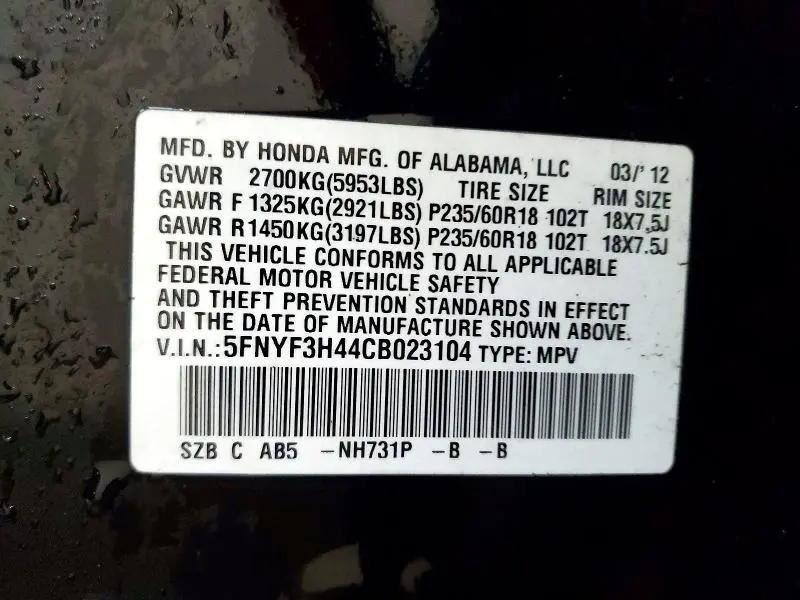 MFD. BY HONDA MFG. OF ALABAMA, LLC 03/' 12
GVWR 2700KG(5953LBS) TIRE SIZE RIM SIZE
GAWR F 1325KG(2921LBS) P235/60R18 102T 18X7.5J
GAWR R1450KG(3197LBS) P235/60R18 102T 18X7.5J
THIS VEHICLE CONFORMS TO ALL APPLICABLE
FEDERAL MOTOR VEHICLE SAFETY
AND THEFT PREVENTION STANDARDS IN EFFECT
ON THE DATE OF MANUFACTURE SHOWN ABOVE.
V.I.N.:5FNYF3H44CB023104 TYPE: MPV
SZB C AB5 -NH731P -B -B